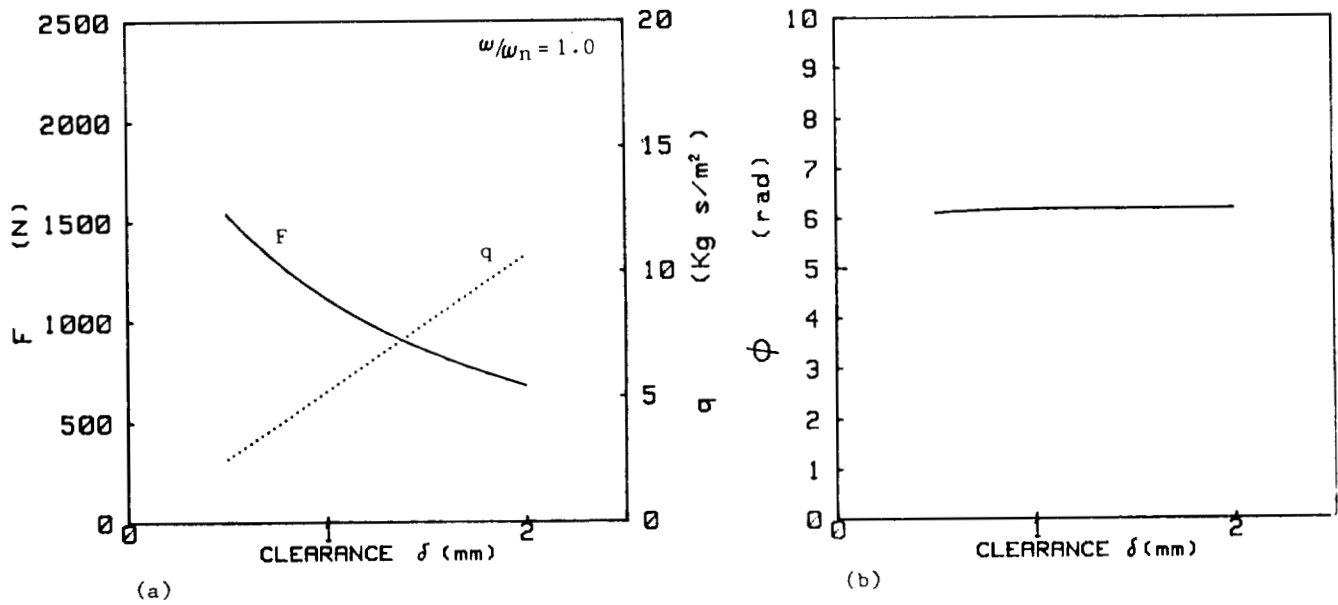 2500
2000
1500
1000
500
0
F (N)
0
1
2
CLEARANCE δ (mm)
ω/ωn = 1.0
F
q
20
15
10
5
0
q (Kg s/m²)
(a)
10
9
8
7
6
5
4
3
2
1
0
ϕ (rad)
0
1
2
CLEARANCE δ (mm)
(b)